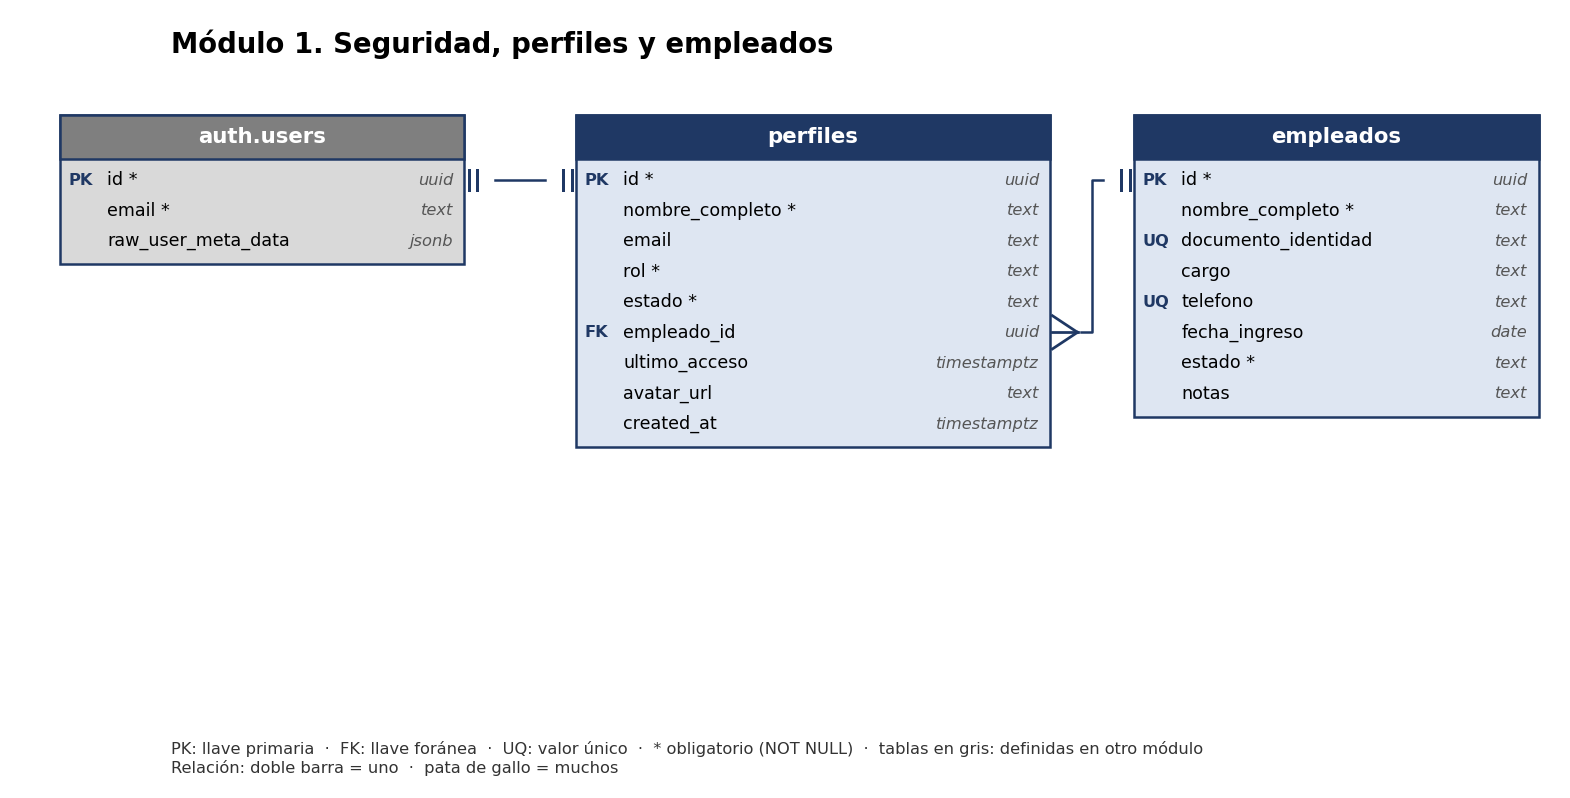 Módulo 1. Seguridad, perfiles y empleados
auth.users
PK id * uuid
email * text
raw_user_meta_data jsonb
perfiles
PK id * uuid
nombre_completo * text
email text
rol * text
estado * text
FK empleado_id uuid
ultimo_acceso timestamptz
avatar_url text
created_at timestamptz
empleados
PK id * uuid
nombre_completo * text
UQ documento_identidad text
cargo text
UQ telefono text
fecha_ingreso date
estado * text
notas text
PK: llave primaria · FK: llave foránea · UQ: valor único · * obligatorio (NOT NULL) · tablas en gris: definidas en otro módulo
Relación: doble barra = uno · pata de gallo = muchos